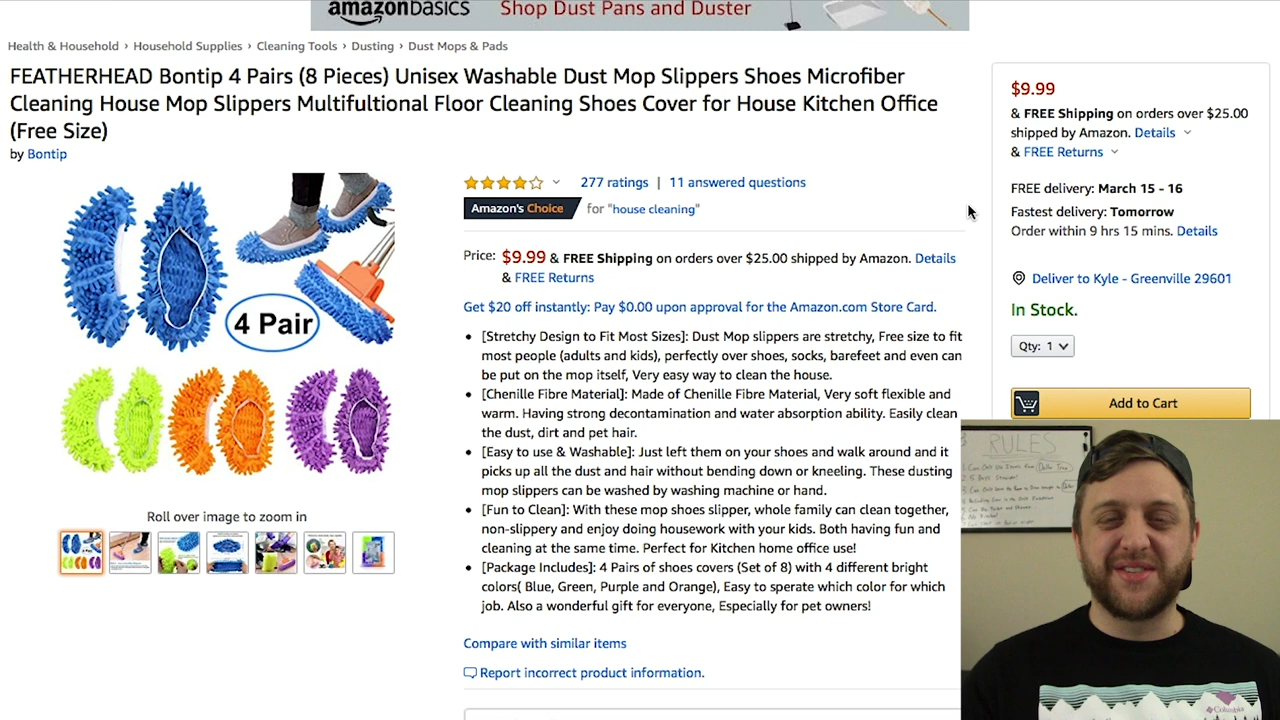 amazonbasics Shop Dust Pans and Duster
Health & Household › Household Supplies › Cleaning Tools › Dusting › Dust Mops & Pads
FEATHERHEAD Bontip 4 Pairs (8 Pieces) Unisex Washable Dust Mop Slippers Shoes Microfiber
Cleaning House Mop Slippers Multifultional Floor Cleaning Shoes Cover for House Kitchen Office
(Free Size)
by Bontip
4 Pair
Roll over image to zoom in
277 ratings | 11 answered questions
Amazon's Choice for "house cleaning"
Price: $9.99 & FREE Shipping on orders over $25.00 shipped by Amazon. Details
& FREE Returns
Get $20 off instantly: Pay $0.00 upon approval for the Amazon.com Store Card.
• [Stretchy Design to Fit Most Sizes]: Dust Mop slippers are stretchy, Free size to fit
most people (adults and kids), perfectly over shoes, socks, barefeet and even can
be put on the mop itself, Very easy way to clean the house.
• [Chenille Fibre Material]: Made of Chenille Fibre Material, Very soft flexible and
warm. Having strong decontamination and water absorption ability. Easily clean
the dust, dirt and pet hair.
• [Easy to use & Washable]: Just left them on your shoes and walk around and it
picks up all the dust and hair without bending down or kneeling. These dusting
mop slippers can be washed by washing machine or hand.
• [Fun to Clean]: With these mop shoes slipper, whole family can clean together,
non-slippery and enjoy doing housework with your kids. Both having fun and
cleaning at the same time. Perfect for Kitchen home office use!
• [Package Includes]: 4 Pairs of shoes covers (Set of 8) with 4 different bright
colors( Blue, Green, Purple and Orange), Easy to sperate which color for which
job. Also a wonderful gift for everyone, Especially for pet owners!
Compare with similar items
Report incorrect product information.
$9.99
& FREE Shipping on orders over $25.00
shipped by Amazon. Details
& FREE Returns
FREE delivery: March 15 - 16
Fastest delivery: Tomorrow
Order within 9 hrs 15 mins. Details
Deliver to Kyle - Greenville 29601
In Stock.
Qty: 1
Add to Cart
RULES
Columbia